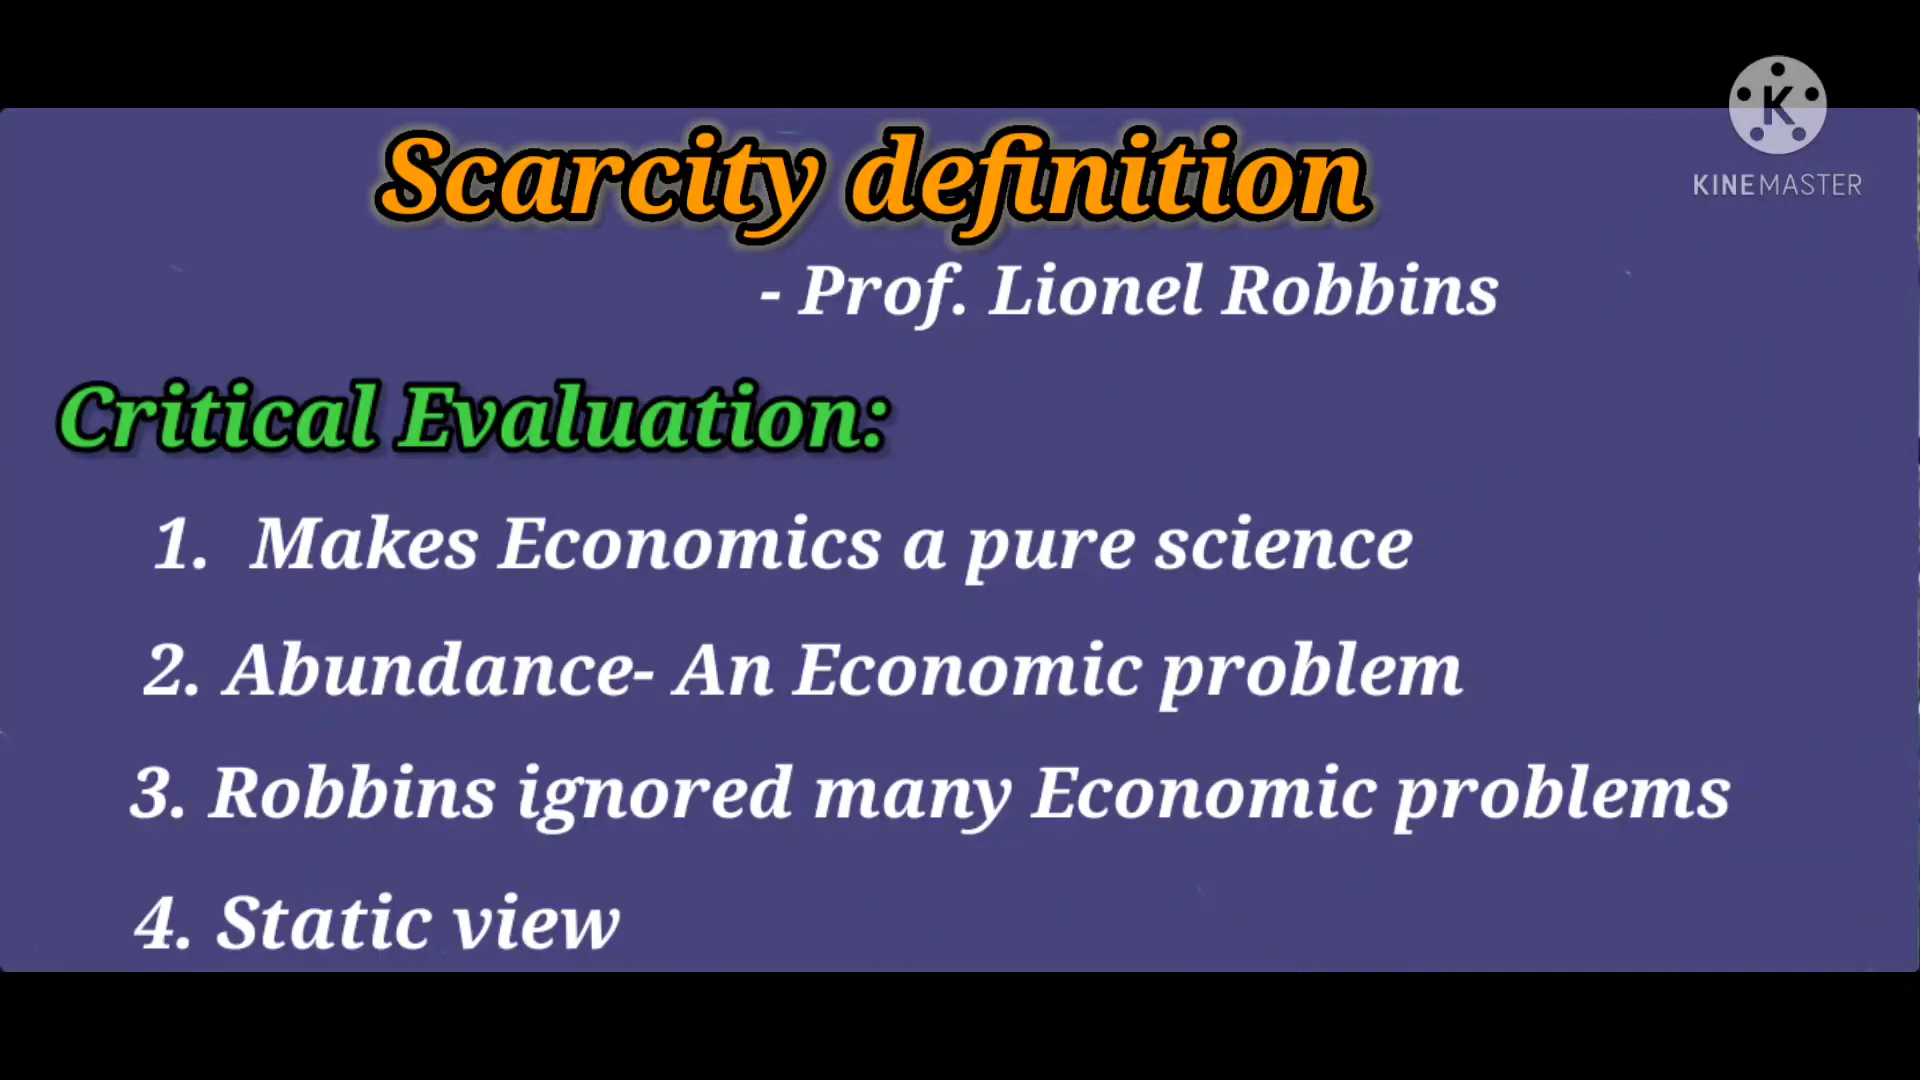 K
KINEMASTER
Scarcity definition
- Prof. Lionel Robbins
Critical Evaluation:
1. Makes Economics a pure science
2. Abundance- An Economic problem
3. Robbins ignored many Economic problems
4. Static view